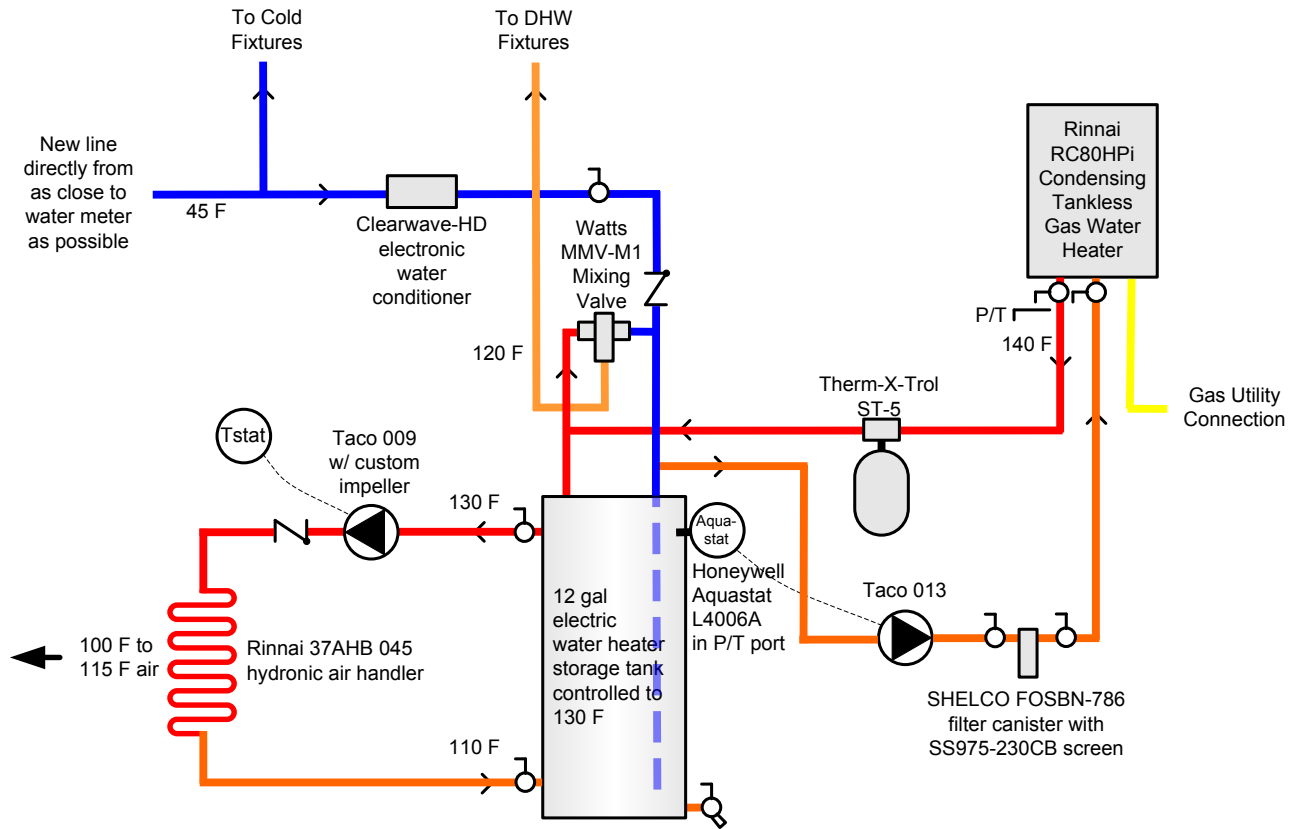 To Cold
Fixtures
To DHW
Fixtures
New line
directly from
as close to
water meter
as possible
45 F
Clearwave-HD
electronic
water
conditioner
Watts
MMV-M1
Mixing
Valve
120 F
Rinnai
RC80HPi
Condensing
Tankless
Gas Water
Heater
P/T
140 F
Gas Utility
Connection
Therm-X-Trol
ST-5
Tstat
Taco 009
w/ custom
impeller
130 F
Aqua-
stat
Honeywell
Aquastat
L4006A
in P/T port
Taco 013
12 gal
electric
water heater
storage tank
controlled to
130 F
100 F to
115 F air
Rinnai 37AHB 045
hydronic air handler
110 F
SHELCO FOSBN-786
filter canister with
SS975-230CB screen